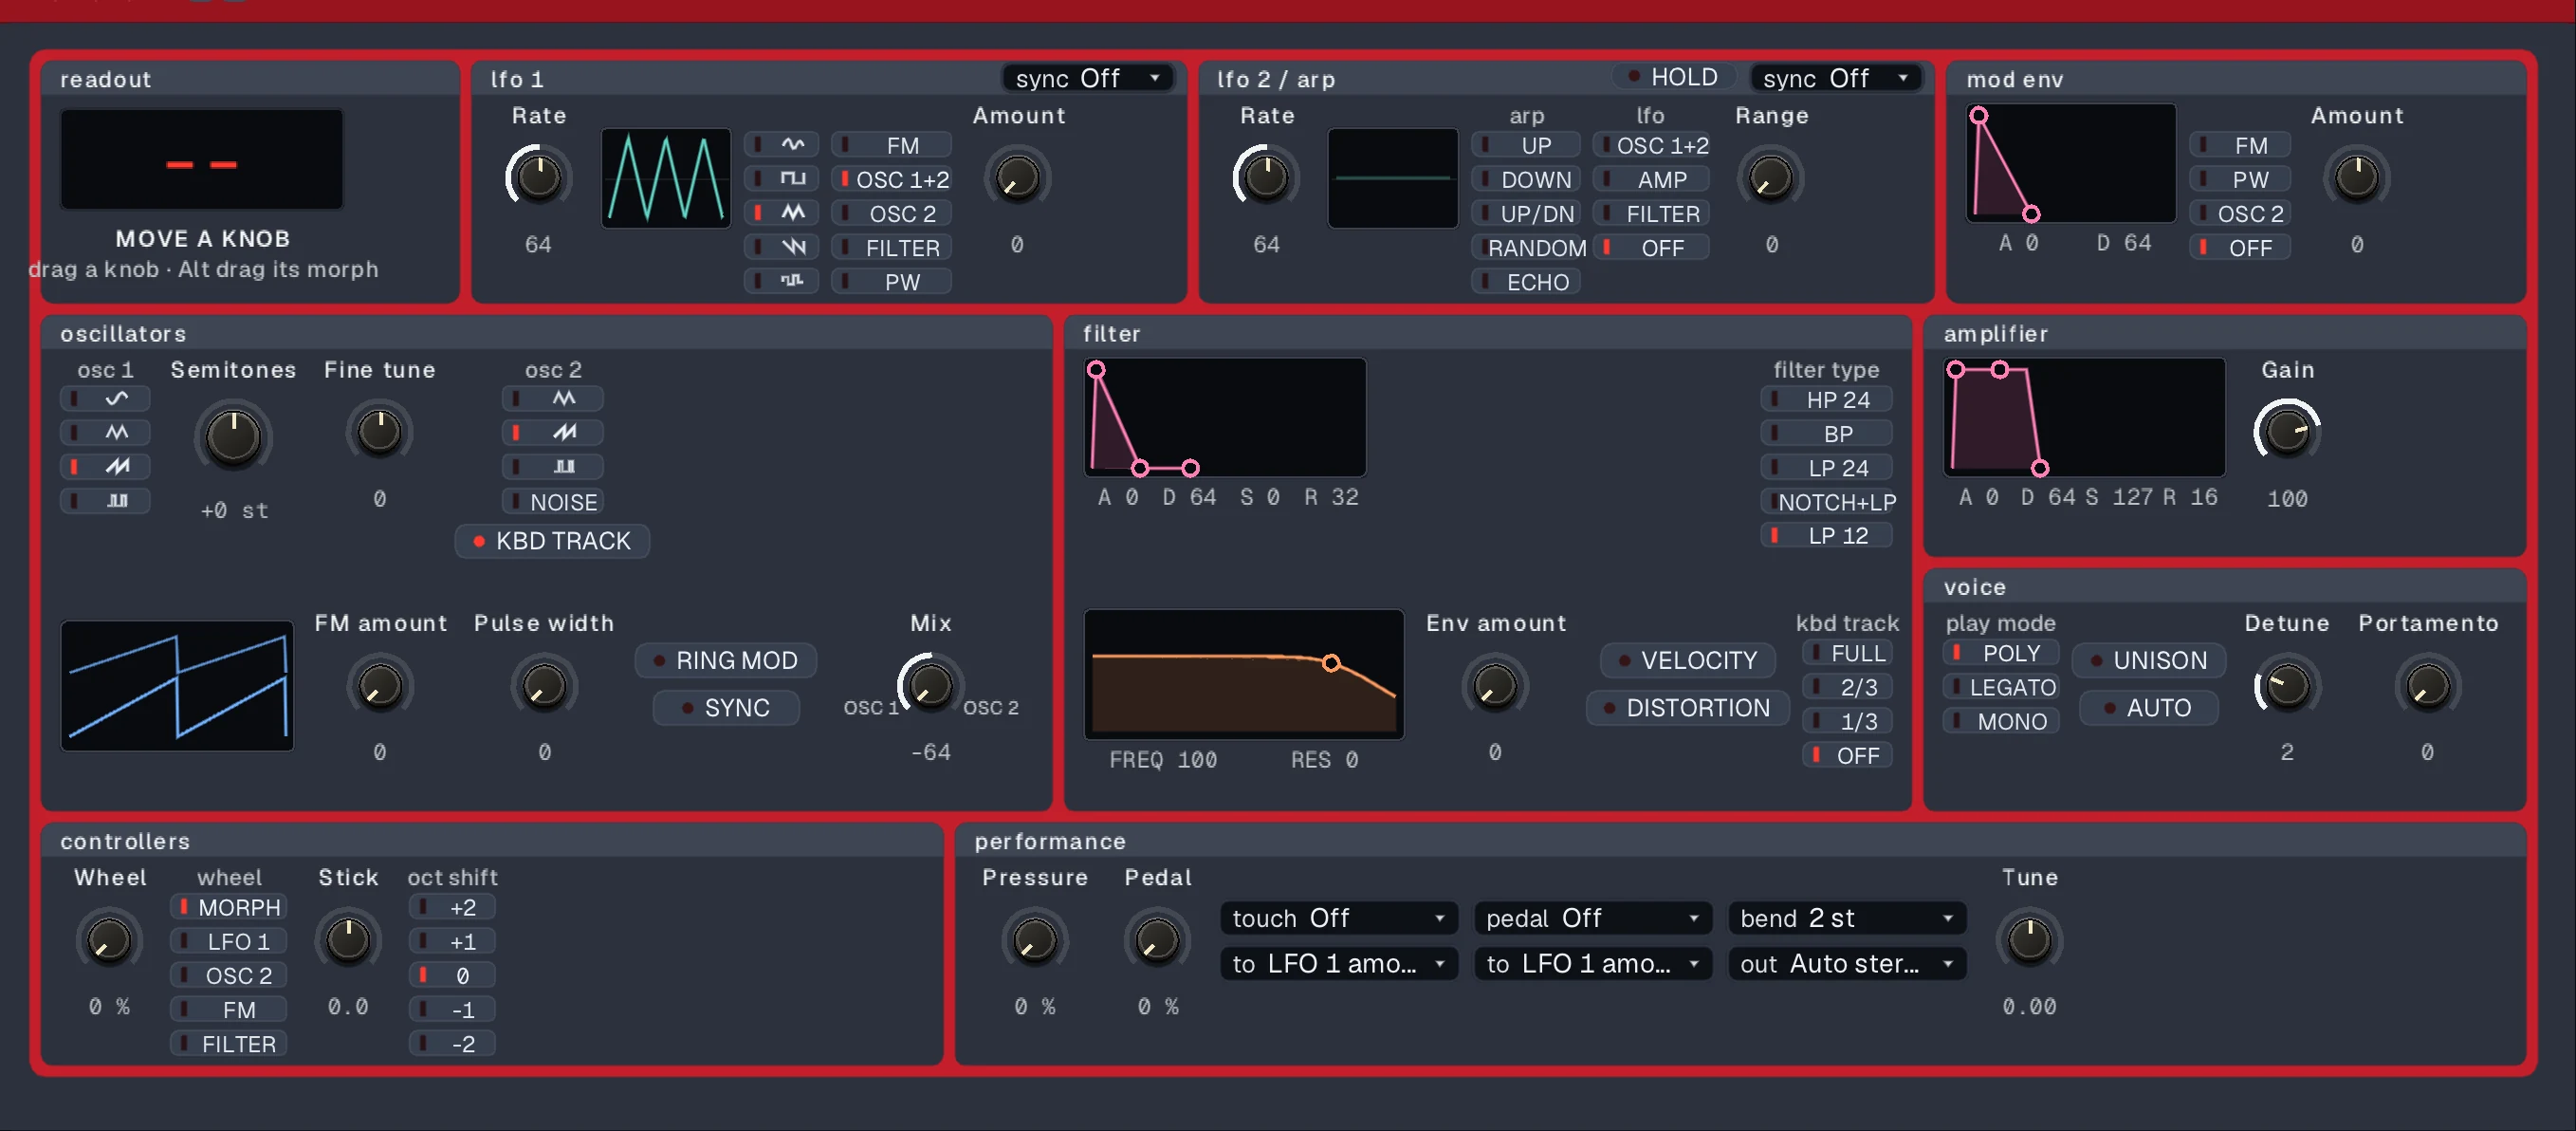 readout
MOVE A KNOB
drag a knob · Alt drag its morph
lfo 1
sync Off
Rate
64
FM
OSC 1+2
OSC 2
FILTER
PW
Amount
0
lfo 2 / arp
HOLD
sync Off
Rate
64
arp
UP
DOWN
UP/DN
RANDOM
ECHO
lfo
OSC 1+2
AMP
FILTER
OFF
Range
0
mod env
A 0 D 64
FM
PW
OSC 2
OFF
Amount
0
oscillators
osc 1
Semitones
+0 st
Fine tune
0
osc 2
NOISE
KBD TRACK
FM amount
0
Pulse width
0
RING MOD
SYNC
Mix
OSC 1
OSC 2
-64
filter
A 0 D 64 S 0 R 32
filter type
HP 24
BP
LP 24
NOTCH+LP
LP 12
FREQ 100 RES 0
Env amount
0
VELOCITY
DISTORTION
kbd track
FULL
2/3
1/3
OFF
amplifier
A 0 D 64 S 127 R 16
Gain
100
voice
play mode
POLY
LEGATO
MONO
UNISON
AUTO
Detune
2
Portamento
0
controllers
Wheel
0 %
wheel
MORPH
LFO 1
OSC 2
FM
FILTER
Stick
0.0
oct shift
+2
+1
0
-1
-2
performance
Pressure
0 %
Pedal
0 %
touch Off
to LFO 1 amo...
pedal Off
to LFO 1 amo...
bend 2 st
out Auto ster...
Tune
0.00